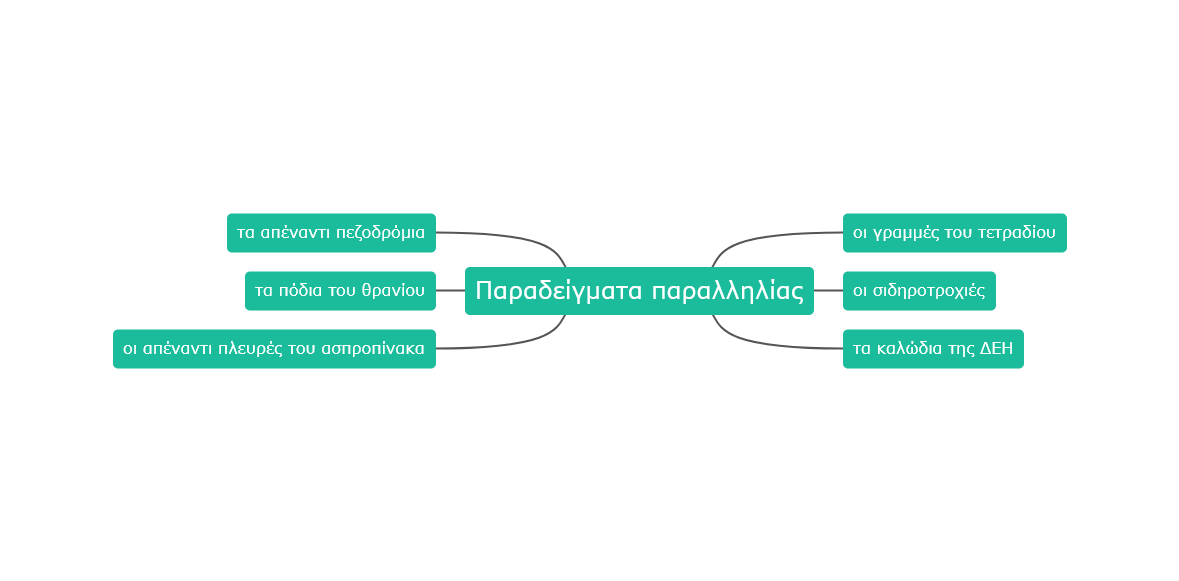 τα απέναντι πεζοδρόμια
τα πόδια του θρανίου
οι απέναντι πλευρές του ασπροπίνακα
Παραδείγματα παραλληλίας
οι γραμμές του τετραδίου
οι σιδηροτροχιές
τα καλώδια της ΔΕΗ